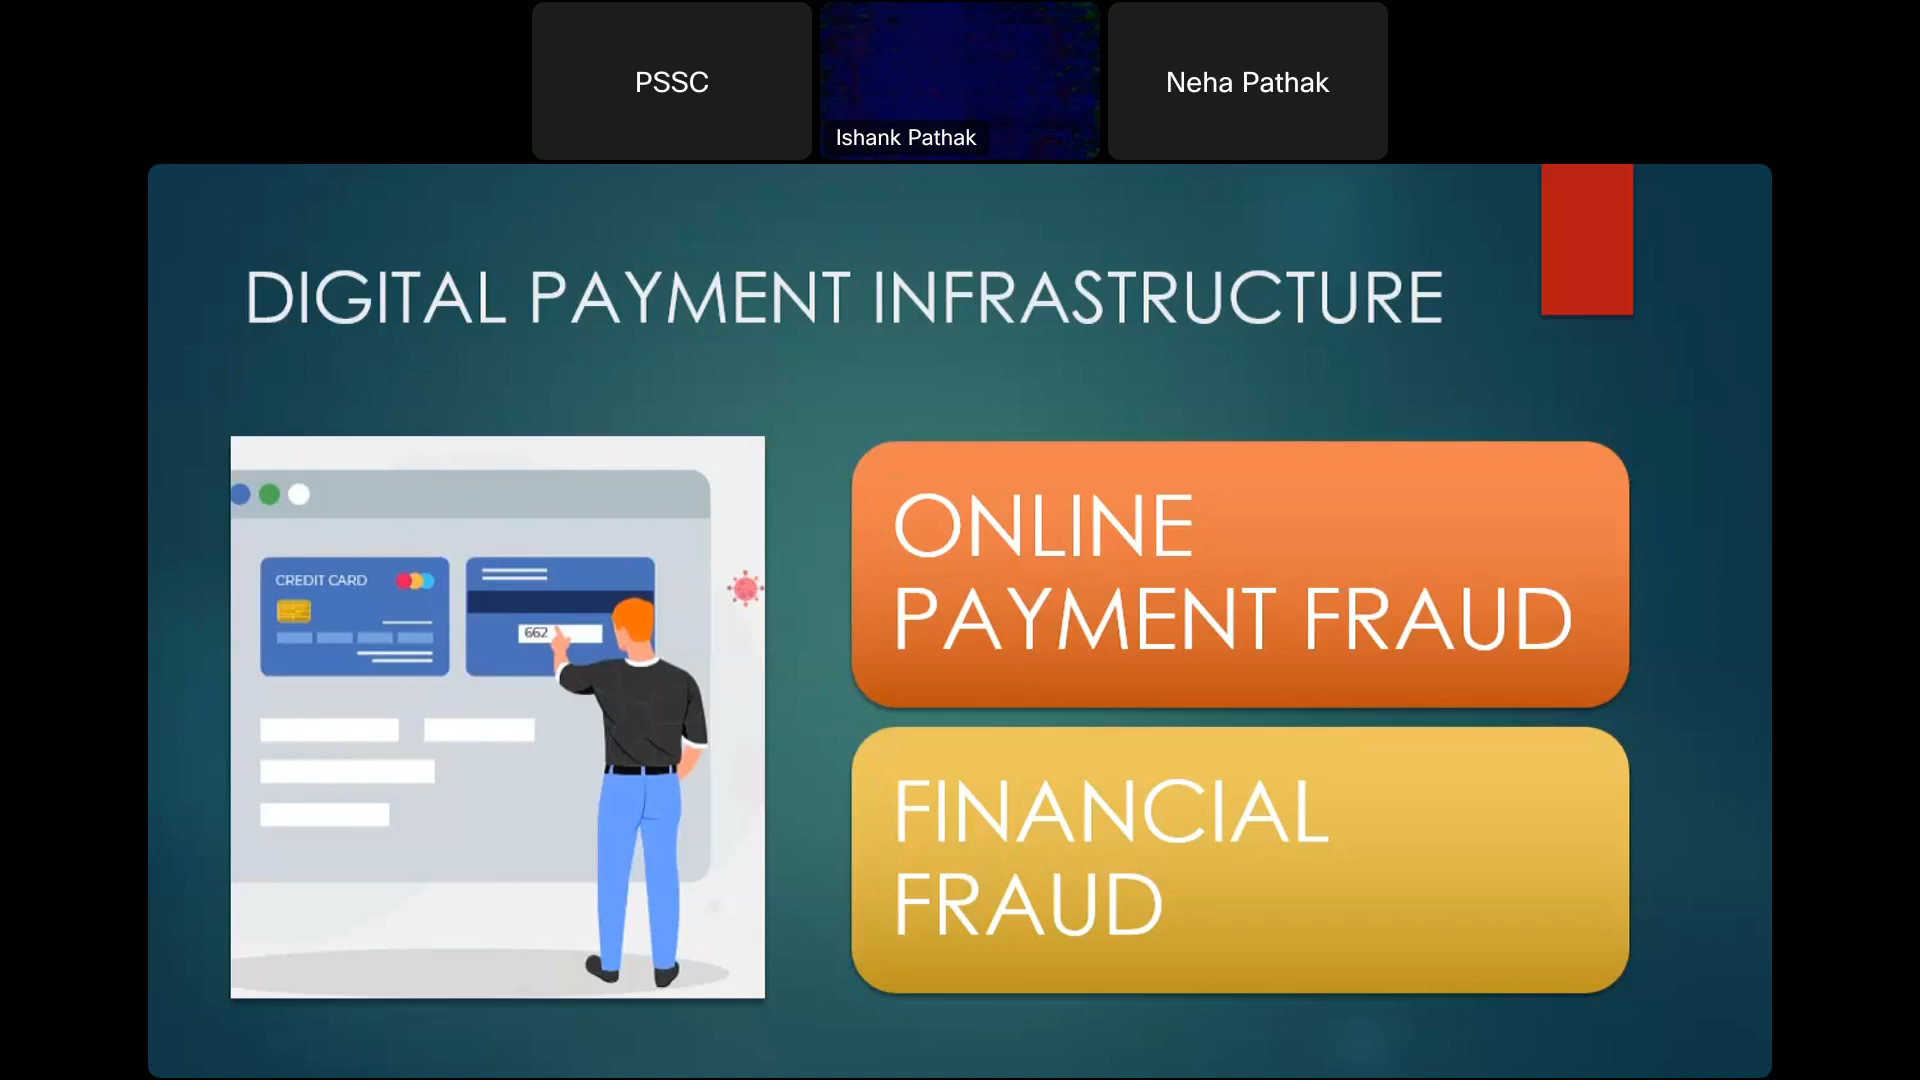 PSSC
Ishank Pathak
Neha Pathak
DIGITAL PAYMENT INFRASTRUCTURE
CREDIT CARD
662
ONLINE
PAYMENT FRAUD
FINANCIAL
FRAUD